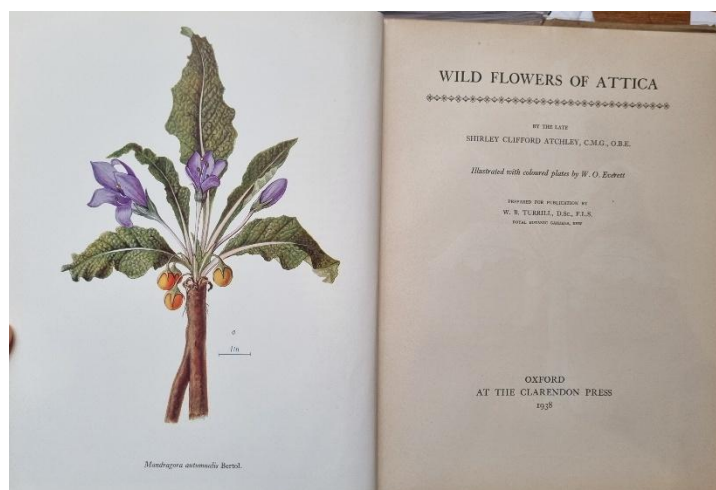 Mandragora autumnalis Bertol.
WILD FLOWERS OF ATTICA
BY THE LATE
SHIRLEY CLIFFORD ATCHLEY, C.M.G., O.B.E.
Illustrated with coloured plates by W. O. Everett
PREPARED FOR PUBLICATION BY
W. B. TURRILL, D.Sc., F.L.S.
ROYAL BOTANIC GARDENS, KEW
OXFORD
AT THE CLARENDON PRESS
1938